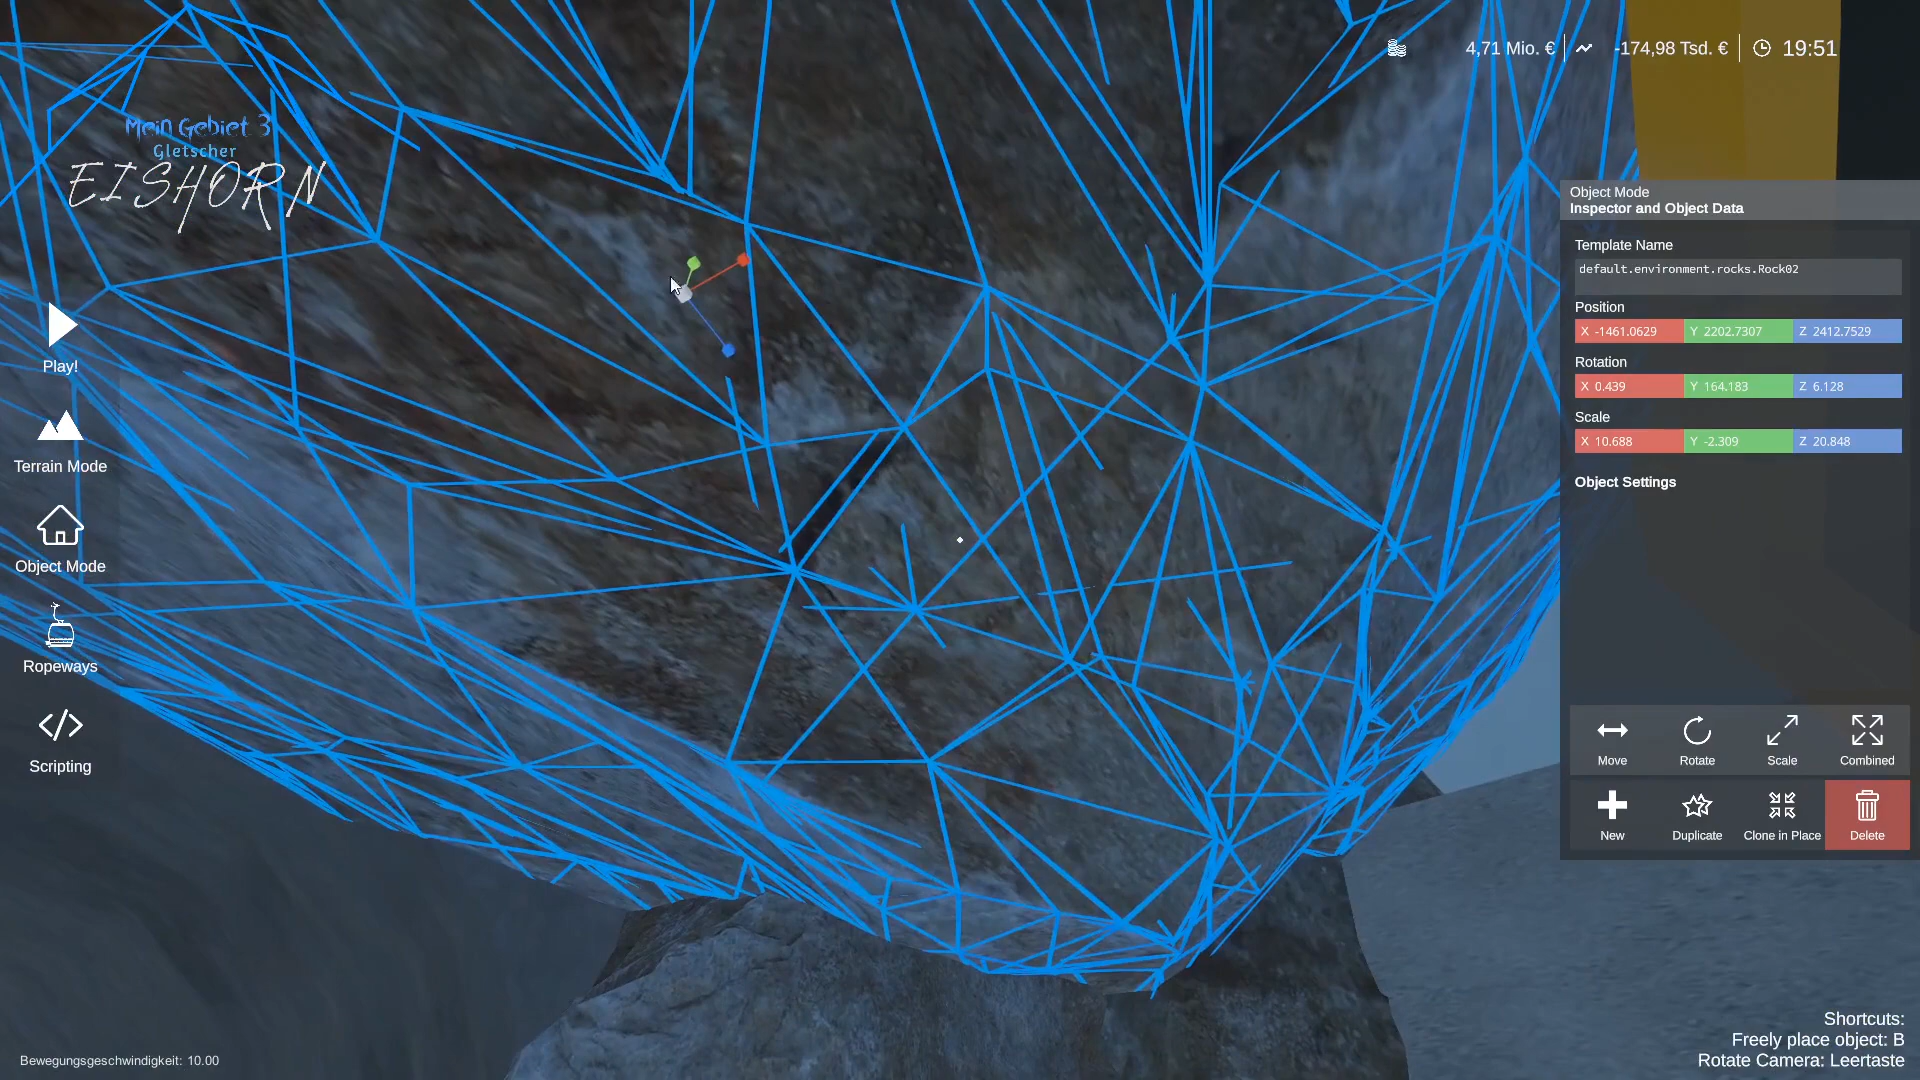 4,71 Mio. €
-174,98 Tsd. €
19:51
Mein Gebiet 3
Gletscher
EISHORN
Play!
Terrain Mode
Object Mode
Ropeways
Scripting
Object Mode
Inspector and Object Data
Template Name
default.environment.rocks.Rock02
Position
X -1461.0629 Y 2202.7307 Z 2412.7529
Rotation
X 0.439 Y 164.183 Z 6.128
Scale
X 10.688 Y -2.309 Z 20.848
Object Settings
Move Rotate Scale Combined
New Duplicate Clone in Place Delete
Shortcuts:
Freely place object: B
Rotate Camera: Leertaste
Bewegungsgeschwindigkeit: 10.00